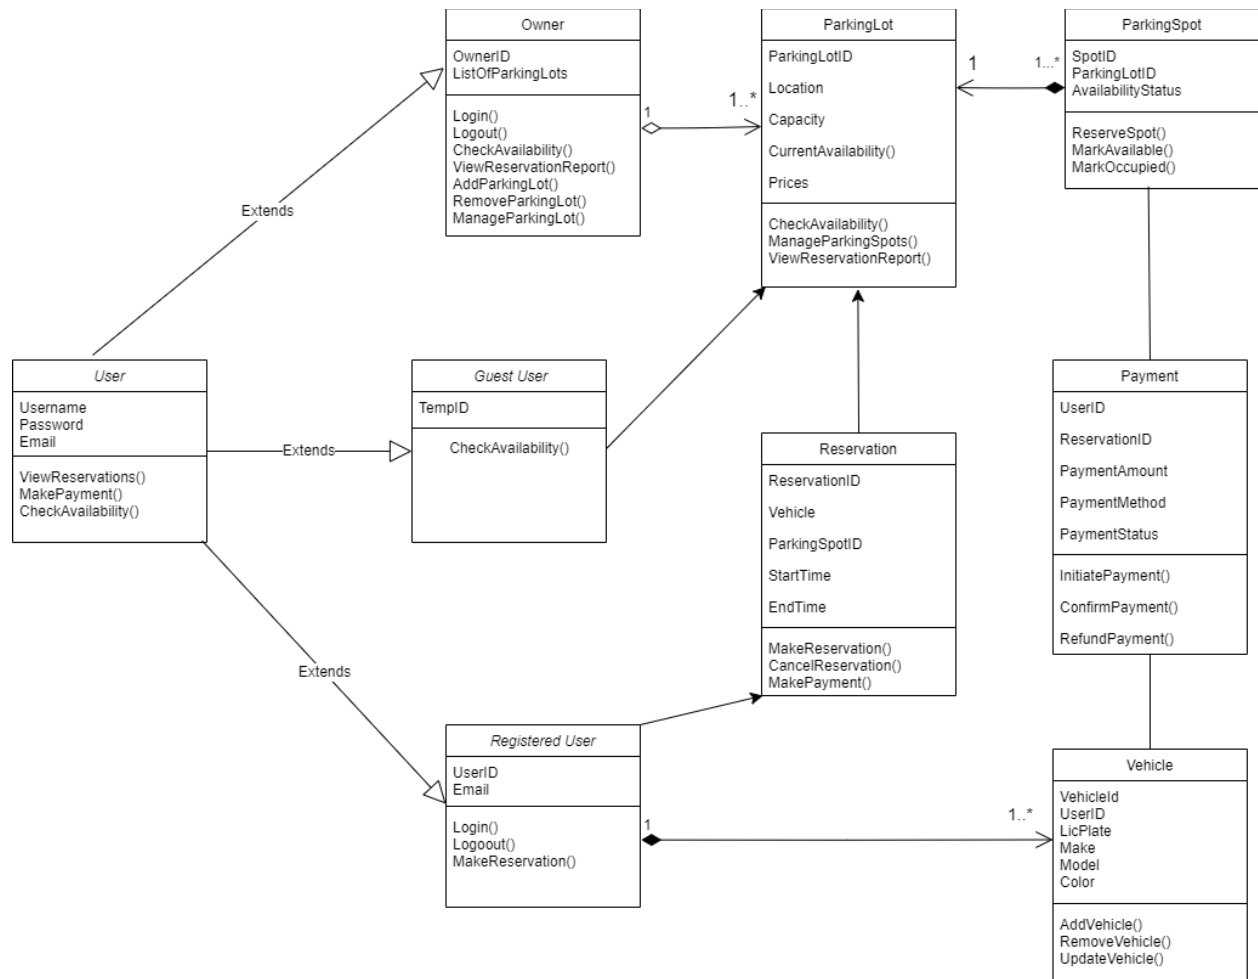 Owner
OwnerID
ListOfParkingLots
Login()
Logout()
CheckAvailability()
ViewReservationReport()
AddParkingLot()
RemoveParkingLot()
ManageParkingLot()
1
1..*
ParkingLot
ParkingLotID
Location
Capacity
CurrentAvailability()
Prices
CheckAvailability()
ManageParkingSpots()
ViewReservationReport()
1
1...*
ParkingSpot
SpotID
ParkingLotID
AvailabilityStatus
ReserveSpot()
MarkAvailable()
MarkOccupied()
Extends
User
Username
Password
Email
ViewReservations()
MakePayment()
CheckAvailability()
Extends
Guest User
TempID
CheckAvailability()
Reservation
ReservationID
Vehicle
ParkingSpotID
StartTime
EndTime
MakeReservation()
CancelReservation()
MakePayment()
Payment
UserID
ReservationID
PaymentAmount
PaymentMethod
PaymentStatus
InitiatePayment()
ConfirmPayment()
RefundPayment()
Extends
Registered User
UserID
Email
Login()
Logoout()
MakeReservation()
1
1..*
Vehicle
VehicleId
UserID
LicPlate
Make
Model
Color
AddVehicle()
RemoveVehicle()
UpdateVehicle()